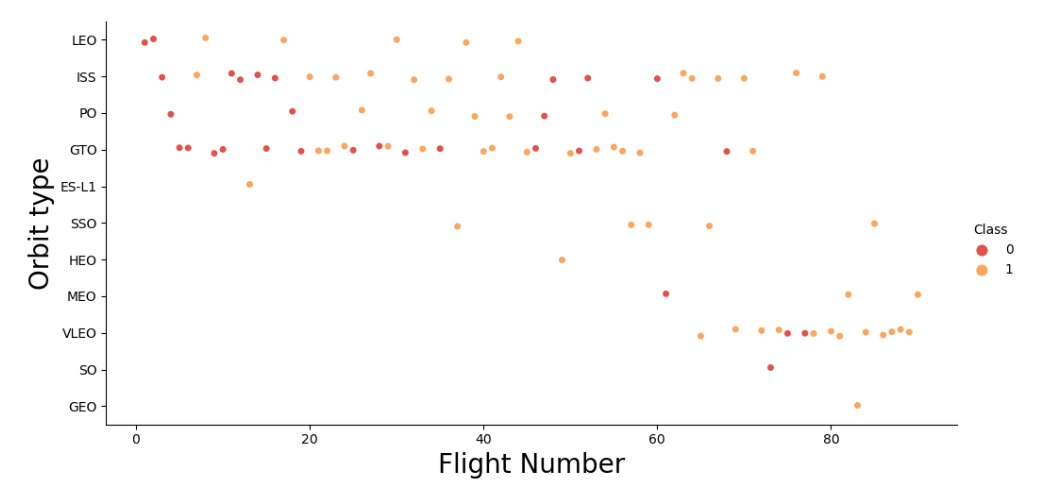 LEO
ISS
PO
GTO
ES-L1
SSO
HEO
MEO
VLEO
SO
GEO
Orbit type
0 20 40 60 80
Flight Number
Class
0
1